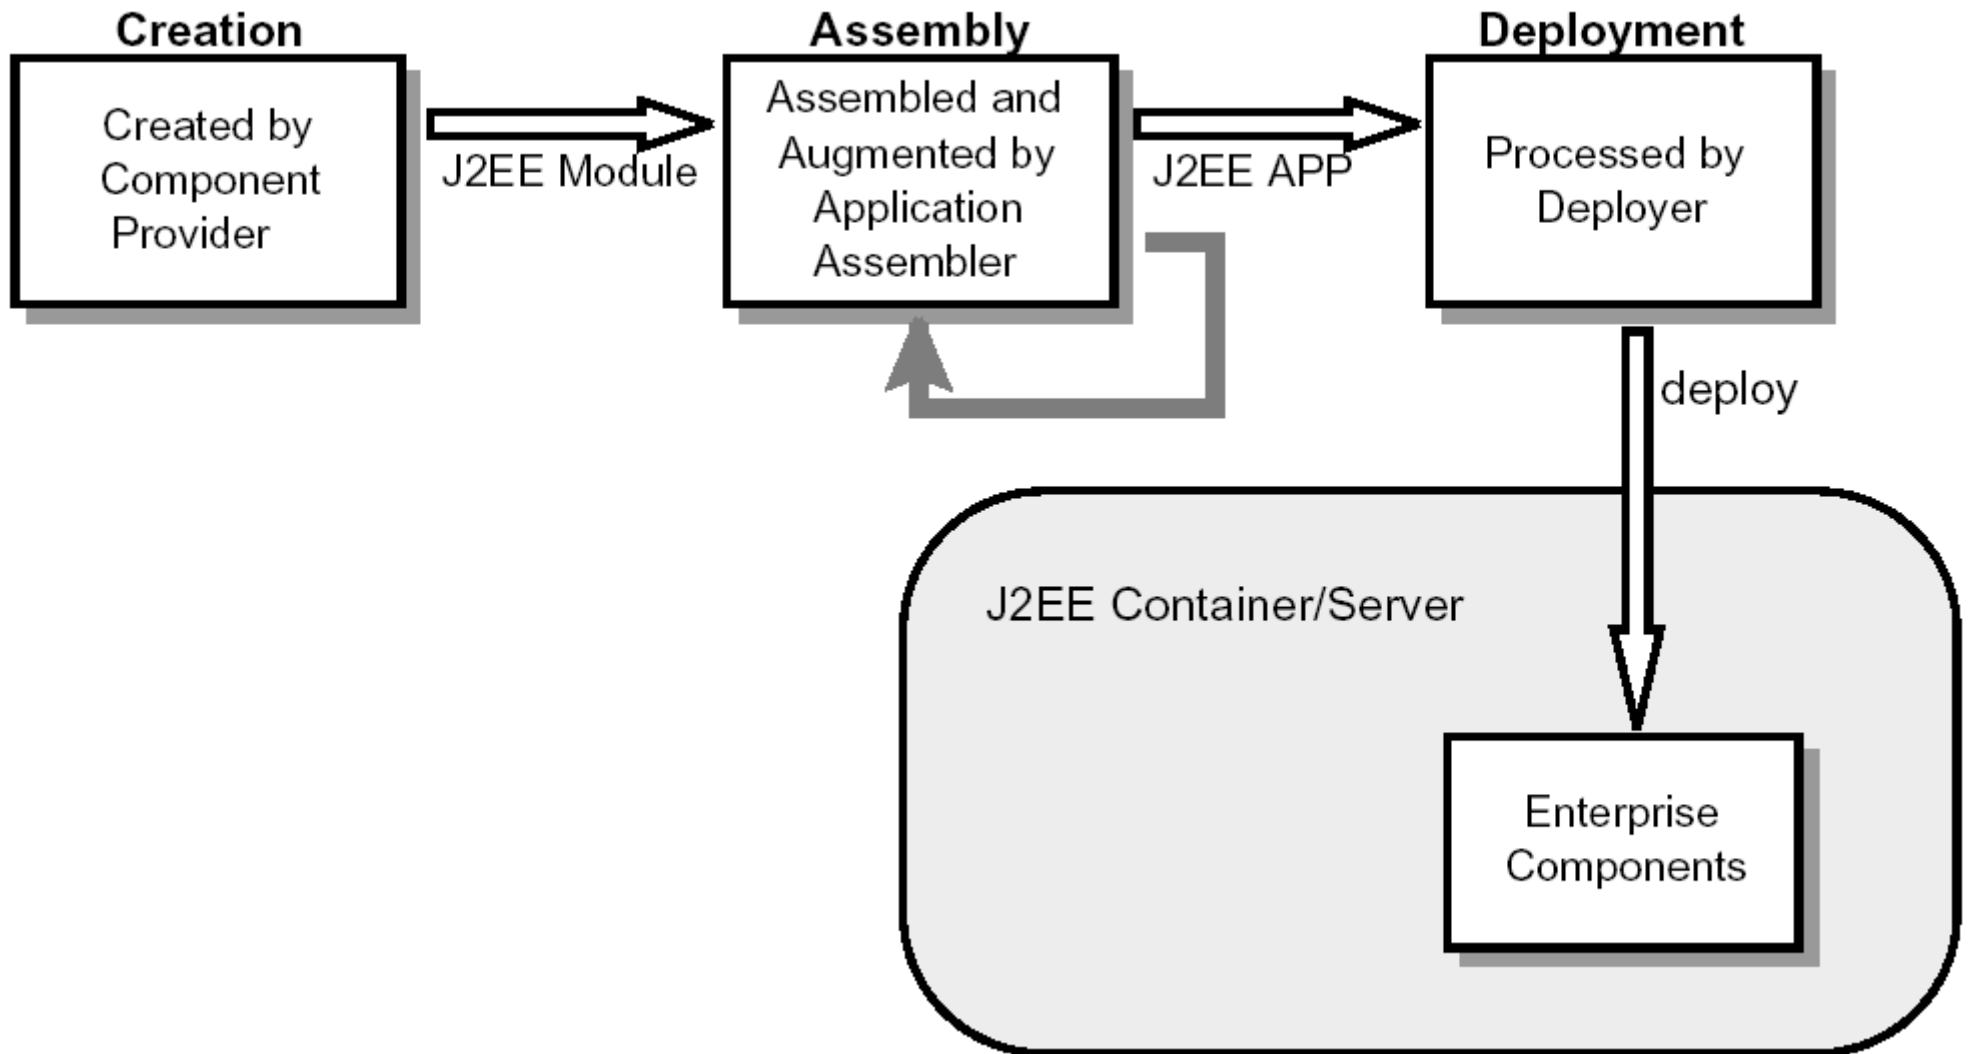 Creation
Assembly
Deployment
Created by
Component
Provider
J2EE Module
Assembled and
Augmented by
Application
Assembler
J2EE APP
Processed by
Deployer
deploy
J2EE Container/Server
Enterprise
Components